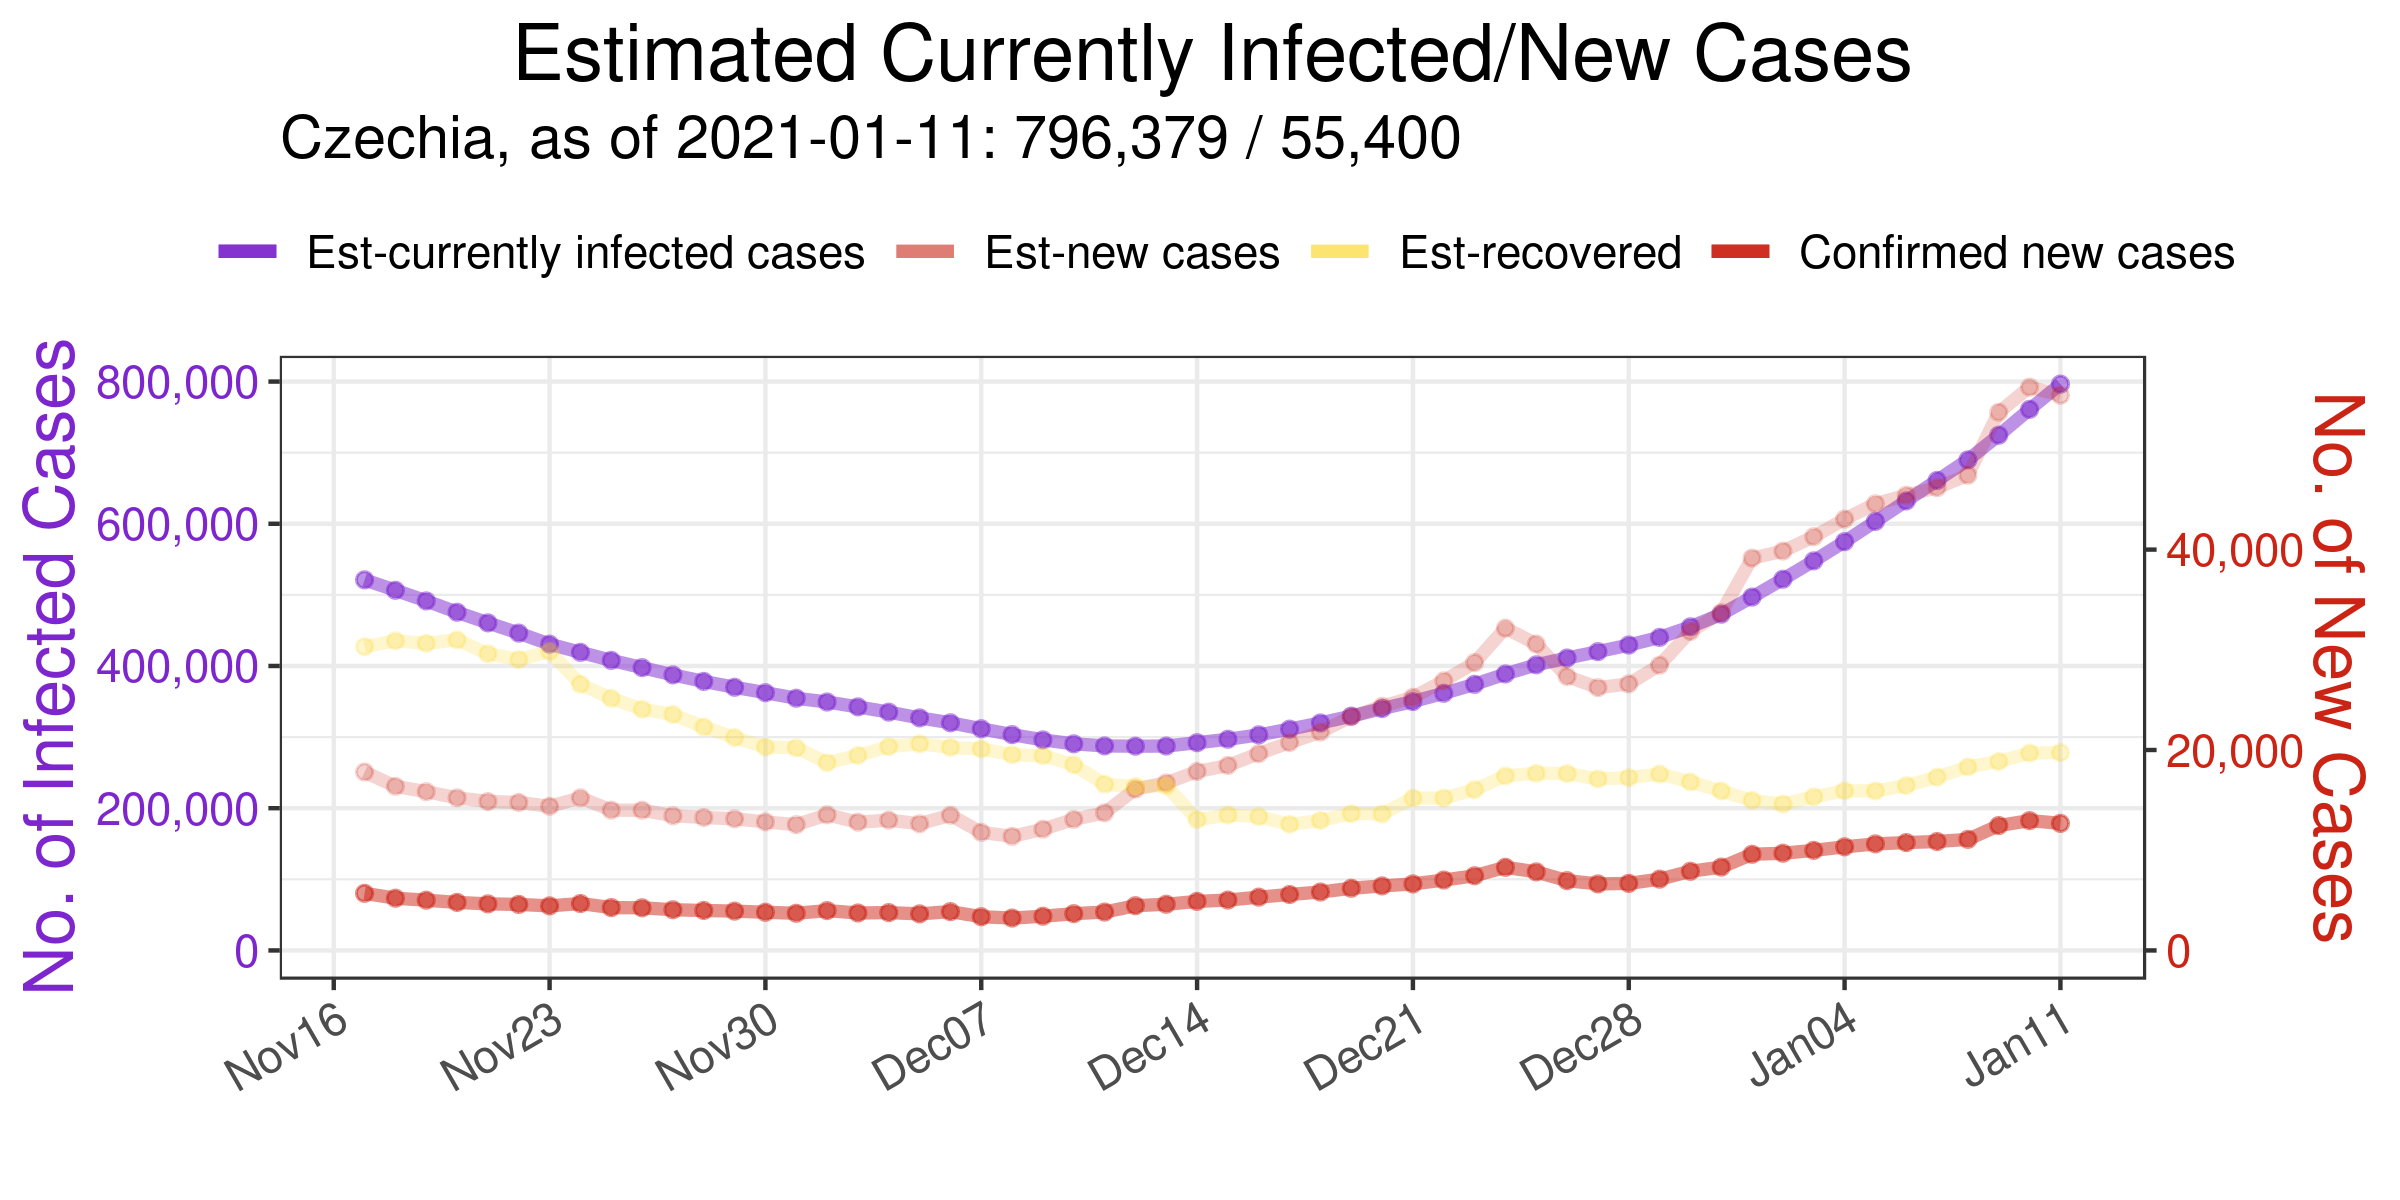 Estimated Currently Infected/New Cases
Czechia, as of 2021-01-11: 796,379 / 55,400
Est-currently infected cases Est-new cases Est-recovered Confirmed new cases
No. of Infected Cases
800,000
600,000
400,000
200,000
0
40,000
20,000
0
No. of New Cases
Nov16 Nov23 Nov30 Dec07 Dec14 Dec21 Dec28 Jan04 Jan11